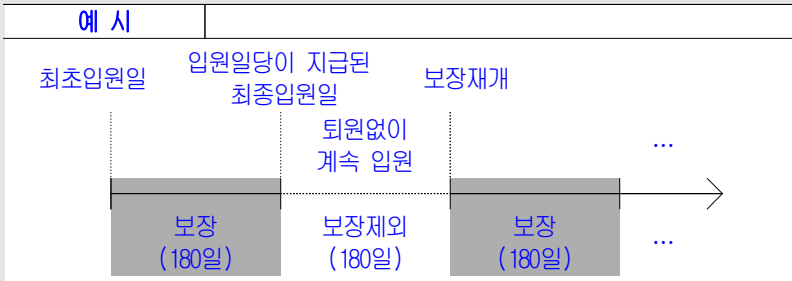 예 시
최초입원일
입원일당이 지급된
최종입원일
보장재개
퇴원없이
계속 입원
...
보장
(180일)
보장제외
(180일)
보장
(180일)
...